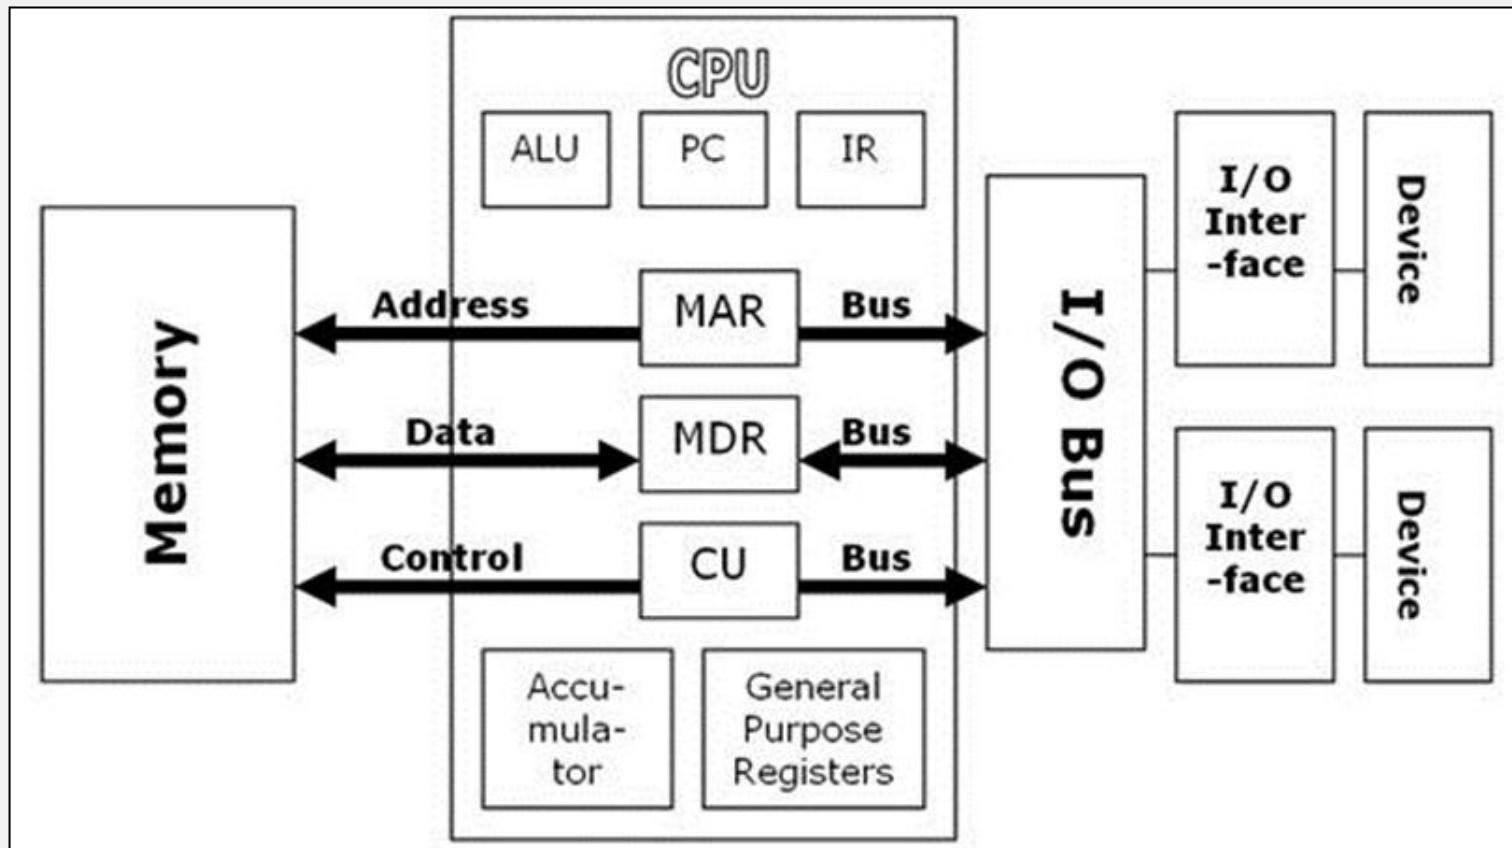 CPU
ALU
PC
IR
Memory
Address
MAR
Bus
Data
MDR
Bus
Control
CU
Bus
Accu-
mula-
tor
General
Purpose
Registers
I/O Bus
I/O
Inter
-face
Device
I/O
Inter
-face
Device